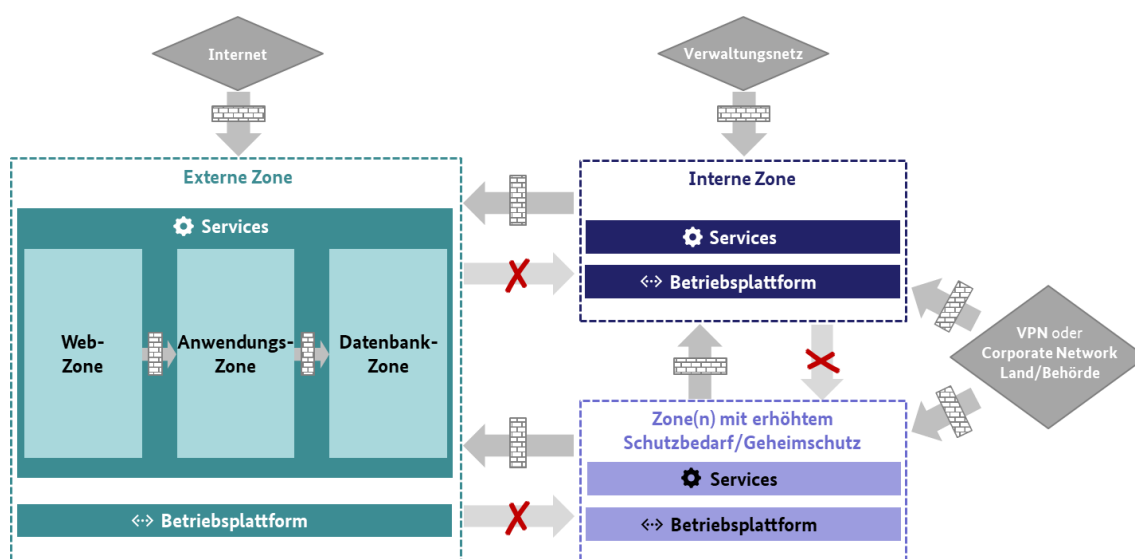 Internet
Verwaltungsnetz
Externe Zone
Services
Web-
Zone
Anwendungs-
Zone
Datenbank-
Zone
Betriebsplattform
Interne Zone
Services
Betriebsplattform
VPN oder
Corporate Network
Land/Behörde
Zone(n) mit erhöhtem
Schutzbedarf/Geheimschutz
Services
Betriebsplattform